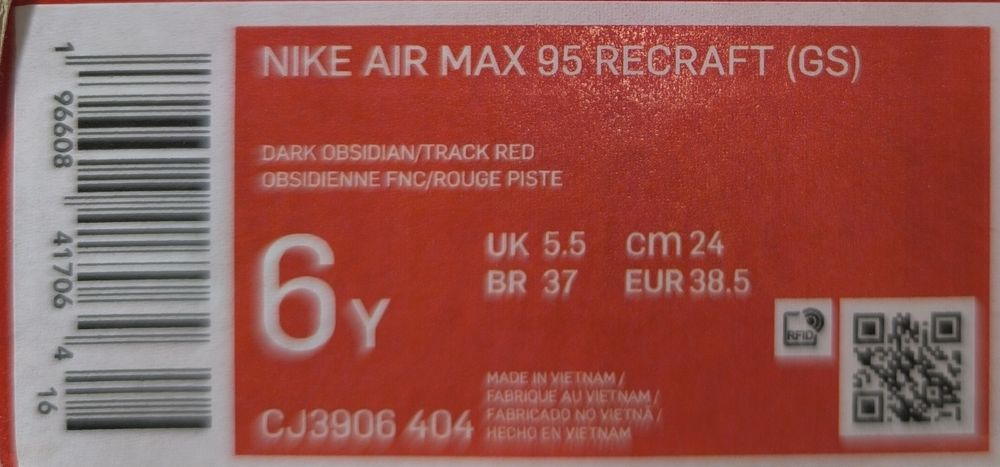 NIKE AIR MAX 95 RECRAFT (GS)
DARK OBSIDIAN/TRACK RED
OBSIDIENNE FNC/ROUGE PISTE
6Y
UK 5.5 cm 24
BR 37 EUR 38.5
RFID
CJ3906 404
MADE IN VIETNAM /
FABRIQUE AU VIETNAM /
FABRICADO NO VIETNÃ /
HECHO EN VIETNAM
1 96608 41706 4 16